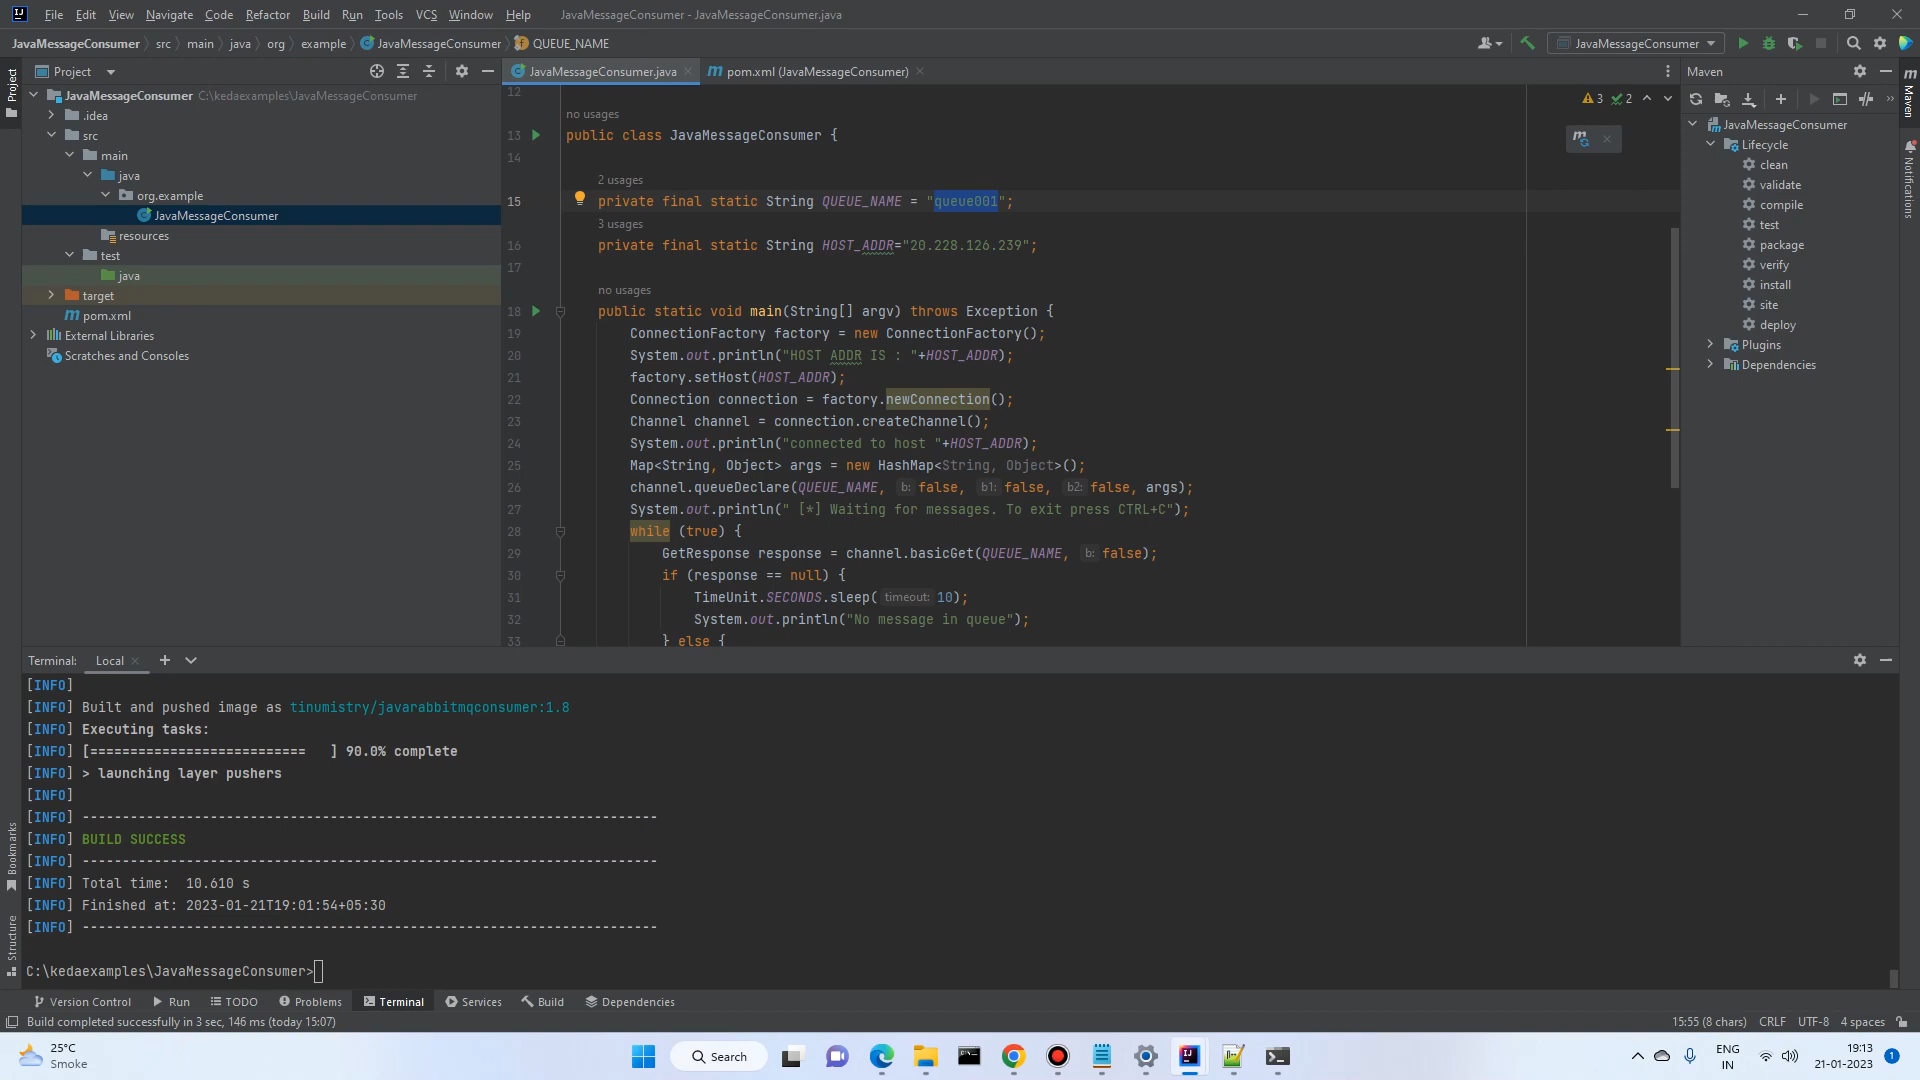 File Edit View Navigate Code Refactor Build Run Tools VCS Window Help JavaMessageConsumer - JavaMessageConsumer.java
JavaMessageConsumer src main java org example JavaMessageConsumer QUEUE_NAME JavaMessageConsumer
Project
JavaMessageConsumer.java pom.xml (JavaMessageConsumer)
Maven
Project
JavaMessageConsumer C:\kedaexamples\JavaMessageConsumer
.idea
src
main
java
org.example
JavaMessageConsumer
resources
test
java
target
pom.xml
External Libraries
Scratches and Consoles
12
no usages
3 2
13 public class JavaMessageConsumer {
14
2 usages
15 private final static String QUEUE_NAME = "queue001";
3 usages
16 private final static String HOST_ADDR="20.228.126.239";
17
no usages
18 public static void main(String[] argv) throws Exception {
19 ConnectionFactory factory = new ConnectionFactory();
20 System.out.println("HOST ADDR IS : "+HOST_ADDR);
21 factory.setHost(HOST_ADDR);
22 Connection connection = factory.newConnection();
23 Channel channel = connection.createChannel();
24 System.out.println("connected to host "+HOST_ADDR);
25 Map<String, Object> args = new HashMap<String, Object>();
26 channel.queueDeclare(QUEUE_NAME, b: false, b1: false, b2: false, args);
27 System.out.println(" [*] Waiting for messages. To exit press CTRL+C");
28 while (true) {
29 GetResponse response = channel.basicGet(QUEUE_NAME, b: false);
30 if (response == null) {
31 TimeUnit.SECONDS.sleep( timeout: 10);
32 System.out.println("No message in queue");
33 } else {
JavaMessageConsumer
Lifecycle
clean
validate
compile
test
package
verify
install
site
deploy
Plugins
Dependencies
Maven
Notifications
Terminal: Local
[INFO]
[INFO] Built and pushed image as tinumistry/javarabbitmqconsumer:1.8
[INFO] Executing tasks:
[INFO] [=========================== ] 90.0% complete
[INFO] > launching layer pushers
[INFO]
[INFO] ------------------------------------------------------------------------
[INFO] BUILD SUCCESS
[INFO] ------------------------------------------------------------------------
[INFO] Total time: 10.610 s
[INFO] Finished at: 2023-01-21T19:01:54+05:30
[INFO] ------------------------------------------------------------------------
C:\kedaexamples\JavaMessageConsumer>
Bookmarks
Structure
Version Control Run TODO Problems Terminal Services Build Dependencies
Build completed successfully in 3 sec, 146 ms (today 15:07) 15:55 (8 chars) CRLF UTF-8 4 spaces
25°C
Smoke
Search
ENG
IN
19:13
21-01-2023
1